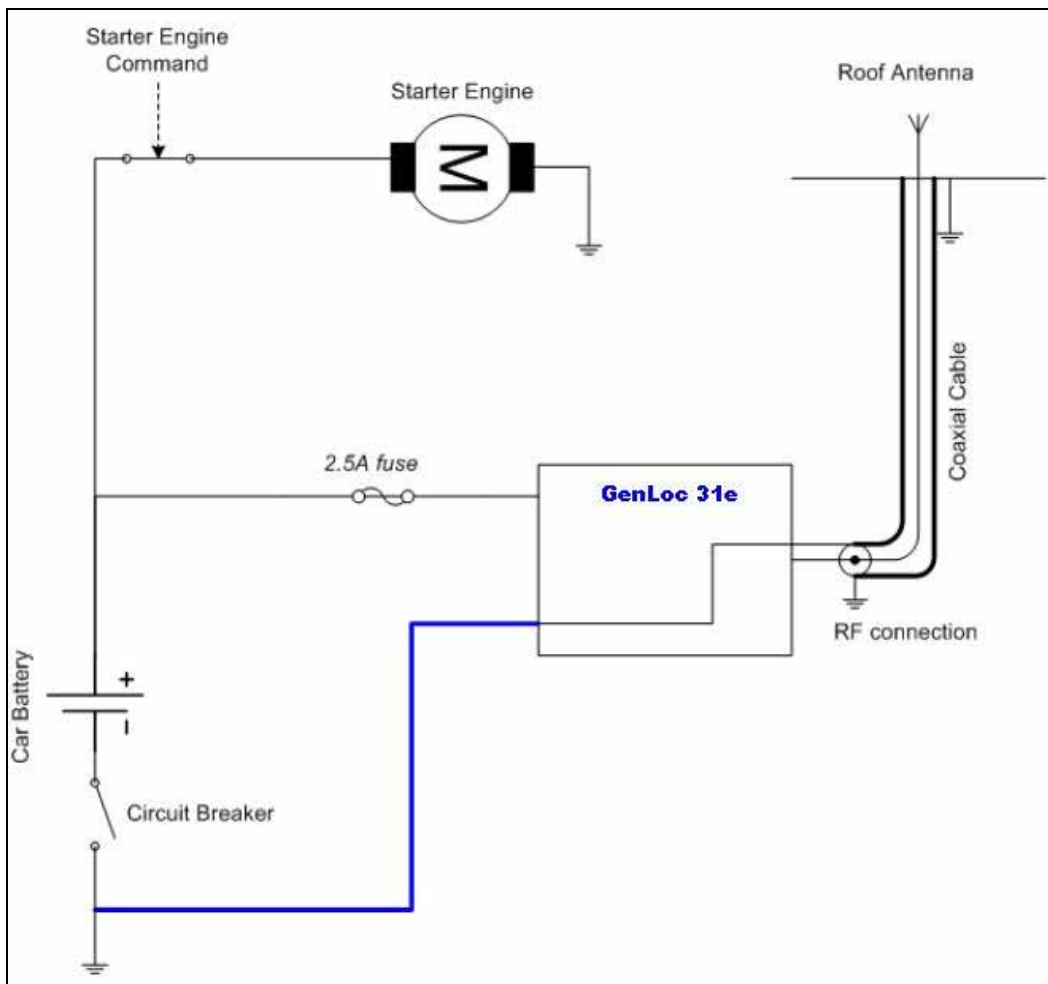 Starter Engine
Command
Starter Engine
M
Roof Antenna
Coaxial Cable
2.5A fuse
GenLoc 31e
RF connection
Car Battery
+
–
Circuit Breaker